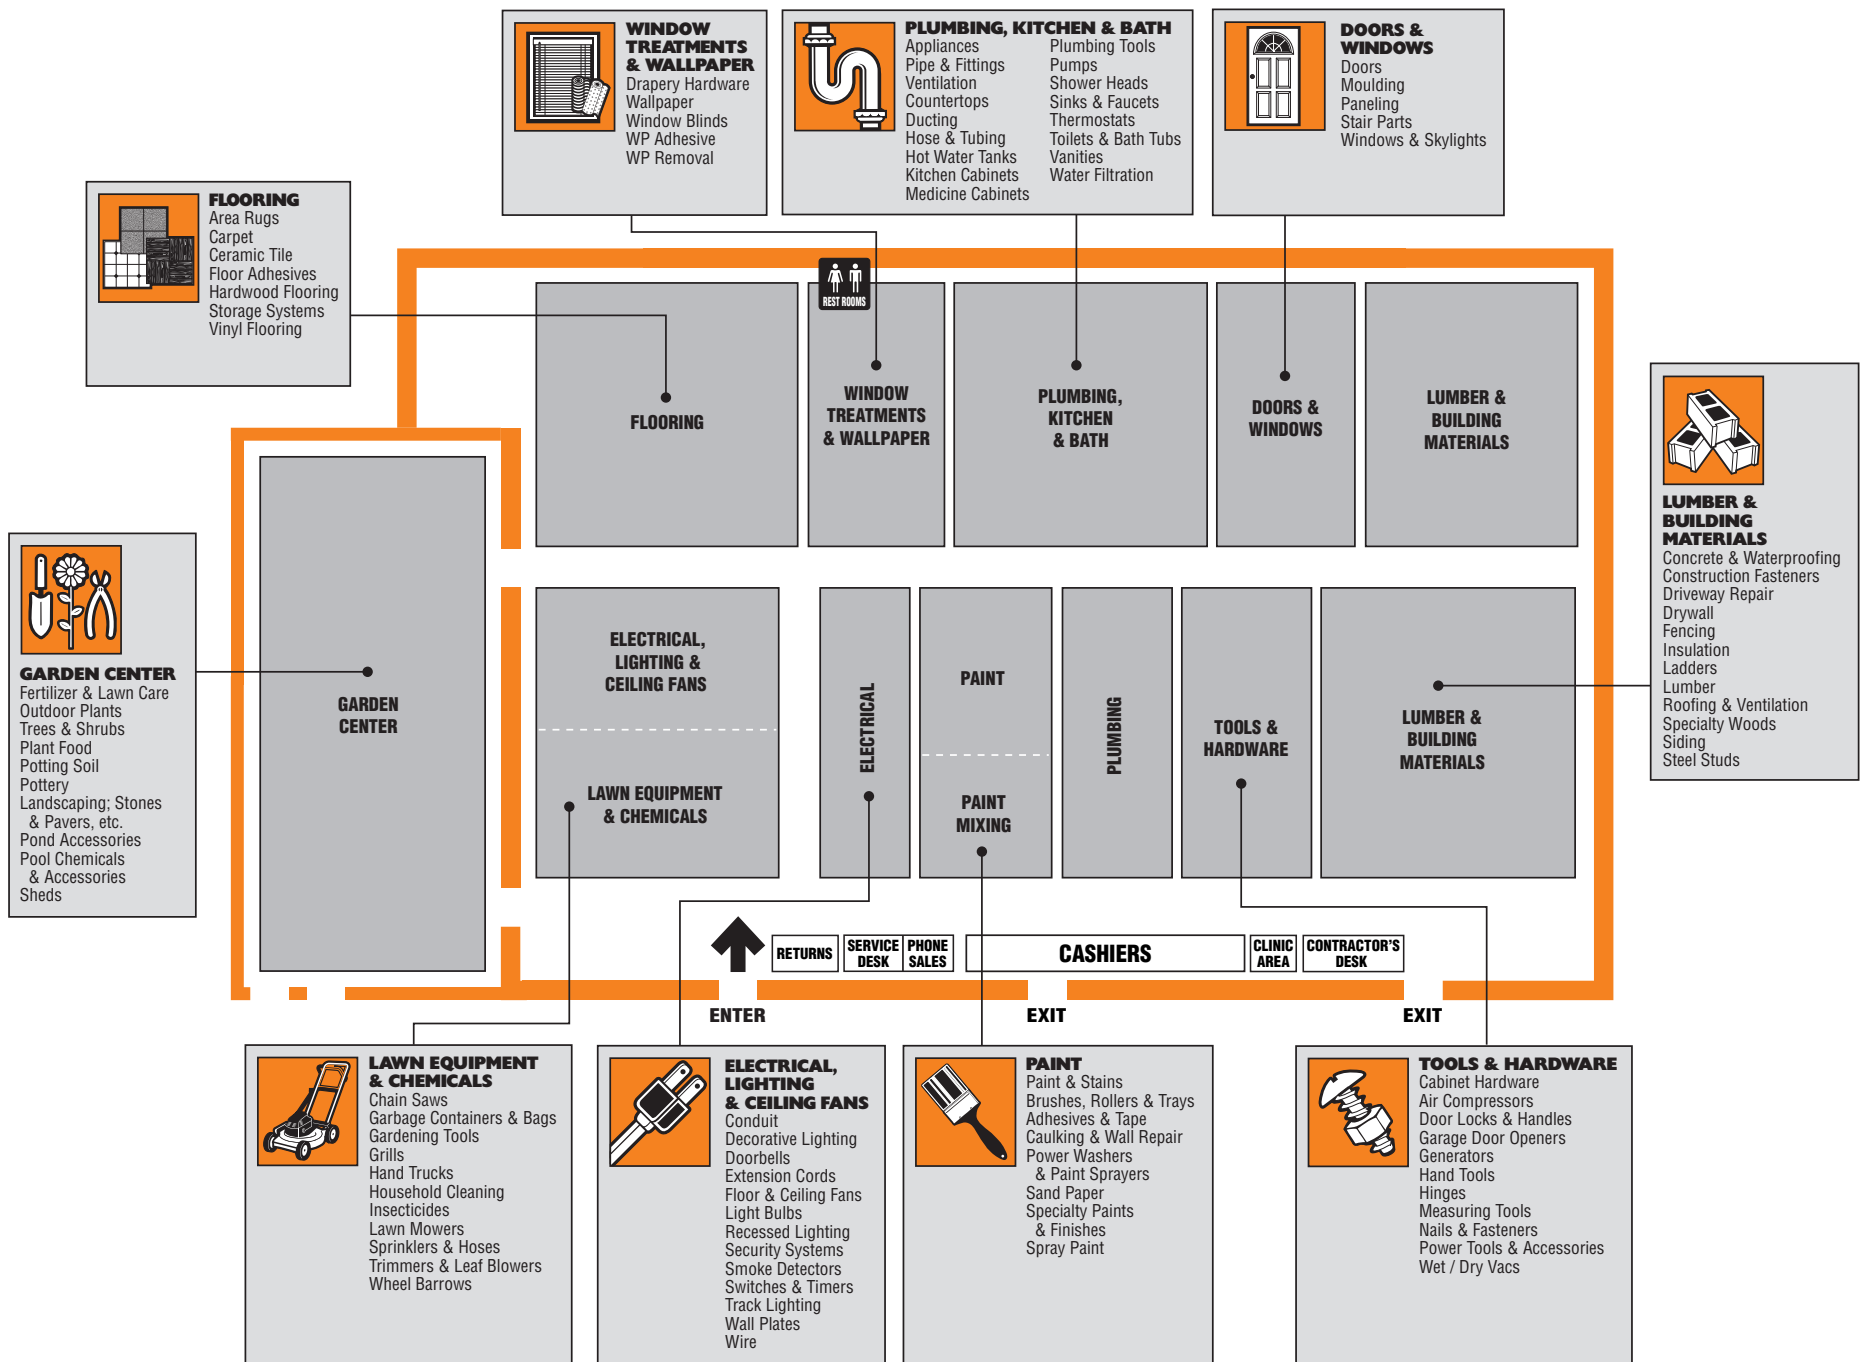 WINDOW
TREATMENTS
& WALLPAPER
Drapery Hardware
Wallpaper
Window Blinds
WP Adhesive
WP Removal
PLUMBING, KITCHEN & BATH
Appliances
Pipe & Fittings
Ventilation
Countertops
Ducting
Hose & Tubing
Hot Water Tanks
Kitchen Cabinets
Medicine Cabinets
Plumbing Tools
Pumps
Shower Heads
Sinks & Faucets
Thermostats
Toilets & Bath Tubs
Vanities
Water Filtration
DOORS &
WINDOWS
Doors
Moulding
Paneling
Stair Parts
Windows & Skylights
FLOORING
Area Rugs
Carpet
Ceramic Tile
Floor Adhesives
Hardwood Flooring
Storage Systems
Vinyl Flooring
REST ROOMS
FLOORING
WINDOW
TREATMENTS
& WALLPAPER
PLUMBING,
KITCHEN
& BATH
DOORS &
WINDOWS
LUMBER &
BUILDING
MATERIALS
LUMBER &
BUILDING
MATERIALS
Concrete & Waterproofing
Construction Fasteners
Driveway Repair
Drywall
Fencing
Insulation
Ladders
Lumber
Roofing & Ventilation
Specialty Woods
Siding
Steel Studs
GARDEN CENTER
Fertilizer & Lawn Care
Outdoor Plants
Trees & Shrubs
Plant Food
Potting Soil
Pottery
Landscaping; Stones
& Pavers, etc.
Pond Accessories
Pool Chemicals
& Accessories
Sheds
GARDEN
CENTER
ELECTRICAL,
LIGHTING &
CEILING FANS
LAWN EQUIPMENT
& CHEMICALS
ELECTRICAL
PAINT
PAINT
MIXING
PLUMBING
TOOLS &
HARDWARE
LUMBER &
BUILDING
MATERIALS
RETURNS
SERVICE
DESK
PHONE
SALES
CASHIERS
CLINIC
AREA
CONTRACTOR'S
DESK
ENTER
EXIT
EXIT
LAWN EQUIPMENT
& CHEMICALS
Chain Saws
Garbage Containers & Bags
Gardening Tools
Grills
Hand Trucks
Household Cleaning
Insecticides
Lawn Mowers
Sprinklers & Hoses
Trimmers & Leaf Blowers
Wheel Barrows
ELECTRICAL,
LIGHTING
& CEILING FANS
Conduit
Decorative Lighting
Doorbells
Extension Cords
Floor & Ceiling Fans
Light Bulbs
Recessed Lighting
Security Systems
Smoke Detectors
Switches & Timers
Track Lighting
Wall Plates
Wire
PAINT
Paint & Stains
Brushes, Rollers & Trays
Adhesives & Tape
Caulking & Wall Repair
Power Washers
& Paint Sprayers
Sand Paper
Specialty Paints
& Finishes
Spray Paint
TOOLS & HARDWARE
Cabinet Hardware
Air Compressors
Door Locks & Handles
Garage Door Openers
Generators
Hand Tools
Hinges
Measuring Tools
Nails & Fasteners
Power Tools & Accessories
Wet / Dry Vacs